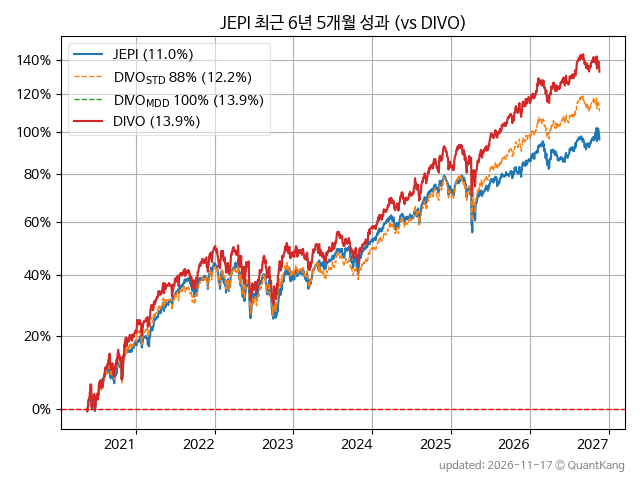 JEPI 최근 6년 5개월 성과 (vs DIVO)
JEPI (11.0%)
DIVO_STD 88% (12.2%)
DIVO_MDD 100% (13.9%)
DIVO (13.9%)
140%
120%
100%
80%
60%
40%
20%
0%
2021 2022 2023 2024 2025 2026 2027
updated: 2026-11-17 © QuantKang